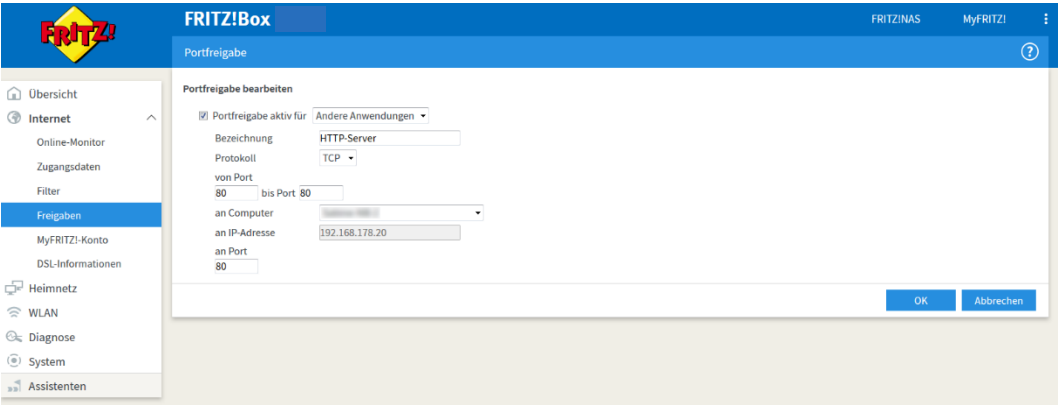 FRITZ!
FRITZ!Box
FRITZ!NAS
MyFRITZ!
Portfreigabe
?
Übersicht
Internet
Online-Monitor
Zugangsdaten
Filter
Freigaben
MyFRITZ!-Konto
DSL-Informationen
Heimnetz
WLAN
Diagnose
System
Assistenten
Portfreigabe bearbeiten
Portfreigabe aktiv für Andere Anwendungen
Bezeichnung HTTP-Server
Protokoll TCP
von Port
80 bis Port 80
an Computer
an IP-Adresse 192.168.178.20
an Port
80
OK Abbrechen